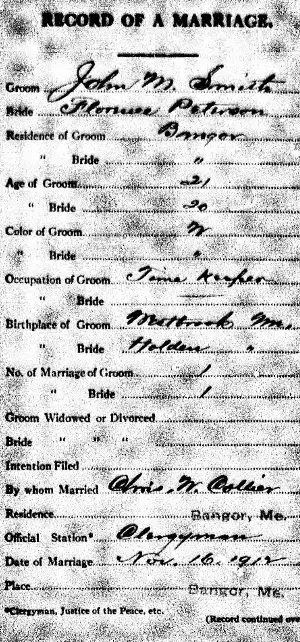 RECORD OF A MARRIAGE.
Groom John M. Smith
Bride Florence Peterson
Residence of Groom Bangor
" Bride "
Age of Groom 21
" Bride 20
Color of Groom W
" Bride "
Occupation of Groom Time Keeper
" Bride
Birthplace of Groom Westbrook Me.
" Bride Holden "
No. of Marriage of Groom 1
" Bride 1
Groom Widowed or Divorced
Bride " " "
Intention Filed
By whom Married Chris. W. Collier
Residence Bangor, Me.
Official Station* Clergyman
Date of Marriage Nov. 16. 1912
Place Bangor, Me.
*Clergyman, Justice of the Peace, etc.
(Record continued ove